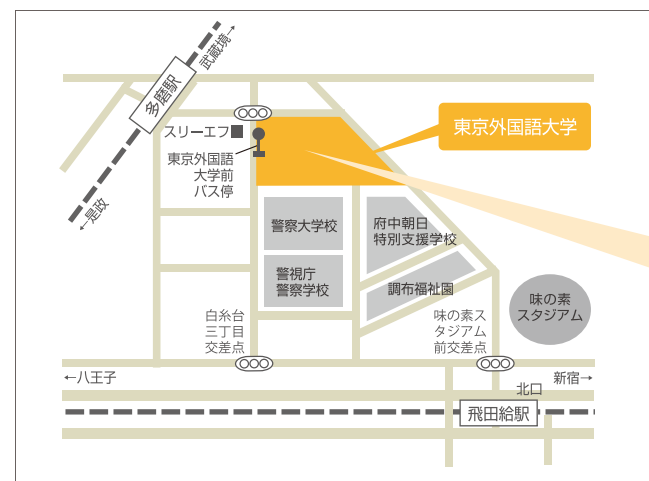 武蔵境→
多磨駅
←是政
スリーエフ
東京外国語
大学前
バス停
東京外国語大学
警察大学校
府中朝日
特別支援学校
警視庁
警察学校
調布福祉園
味の素
スタジアム
白糸台
三丁目
交差点
味の素ス
タジアム
前交差点
←八王子
新宿→
北口
飛田給駅